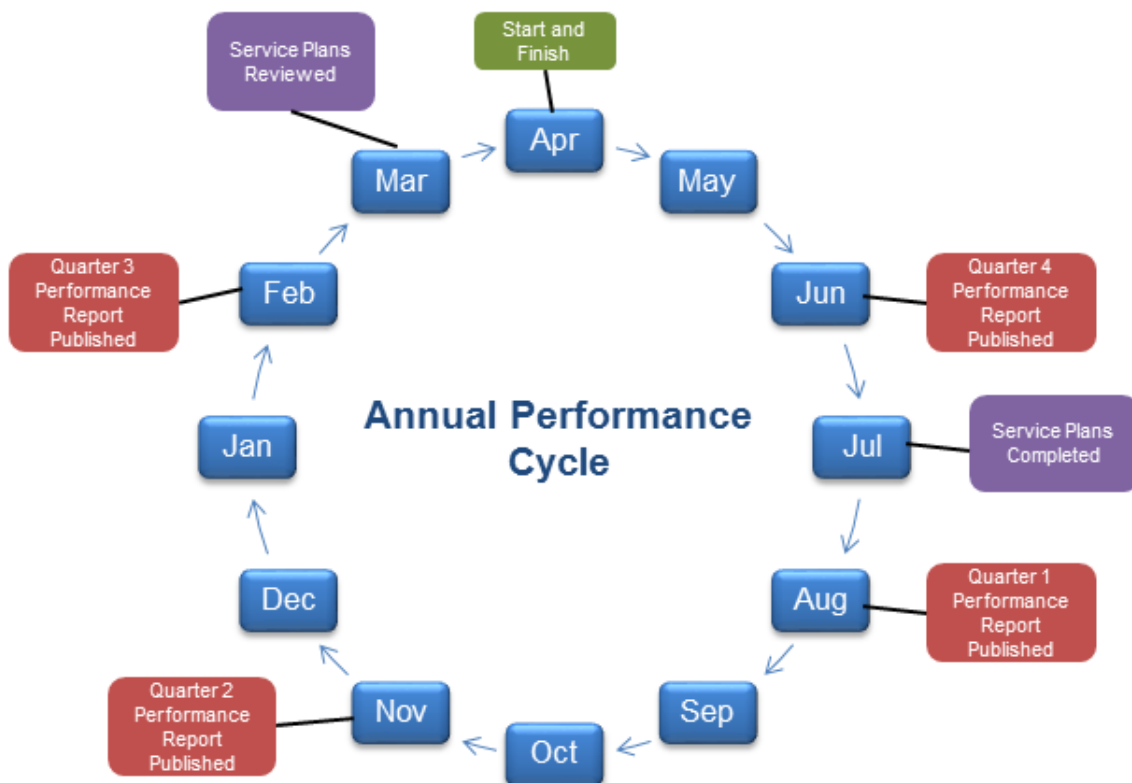 Service Plans
Reviewed
Start and
Finish
Apr
Mar
May
Quarter 3
Performance
Report
Published
Feb
Jun
Quarter 4
Performance
Report
Published
Annual Performance
Cycle
Jan
Jul
Service Plans
Completed
Dec
Aug
Quarter 1
Performance
Report
Published
Quarter 2
Performance
Report
Published
Nov
Sep
Oct